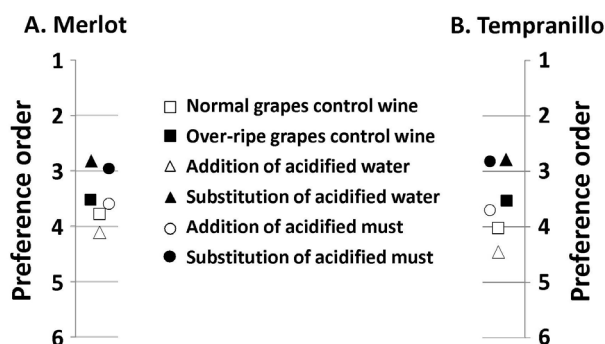 A. Merlot
B. Tempranillo
Preference order
1
2
3
4
5
6
□ Normal grapes control wine
■ Over-ripe grapes control wine
△ Addition of acidified water
▲ Substitution of acidified water
○ Addition of acidified must
● Substitution of acidified must
1
2
3
4
5
6
Preference order